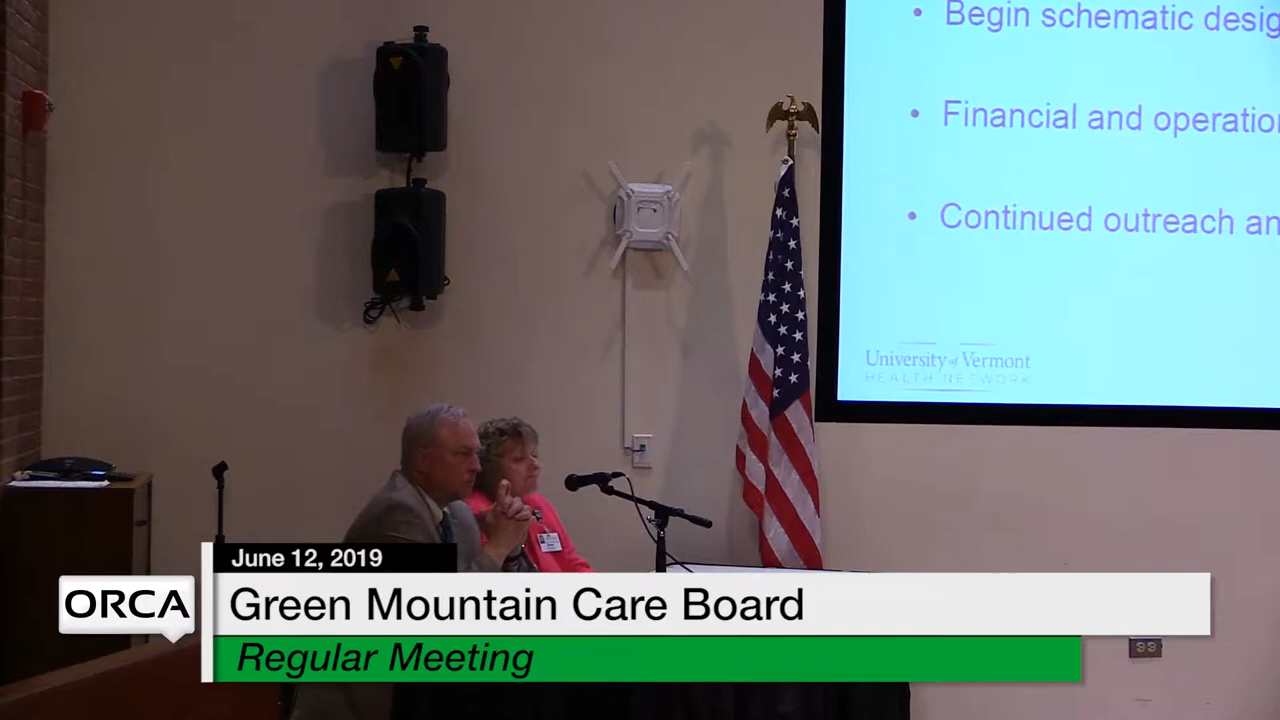 • Begin schematic desig
• Financial and operatio
• Continued outreach an
University of Vermont
HEALTH NETWORK
June 12, 2019
ORCA
Green Mountain Care Board
Regular Meeting